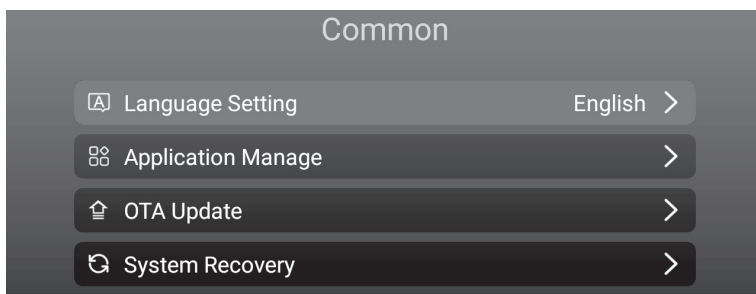 Common
Language Setting English
Application Manage
OTA Update
System Recovery